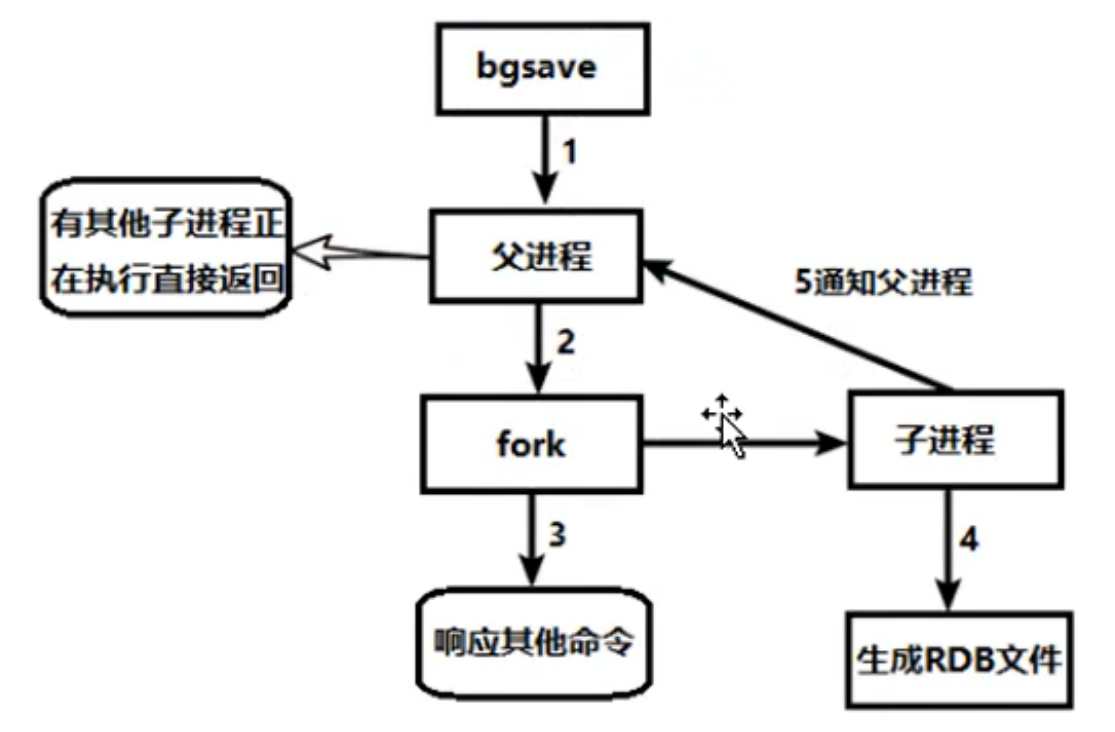 bgsave
1
有其他子进程正
在执行直接返回
父进程
5通知父进程
2
fork
子进程
3
4
响应其他命令
生成RDB文件